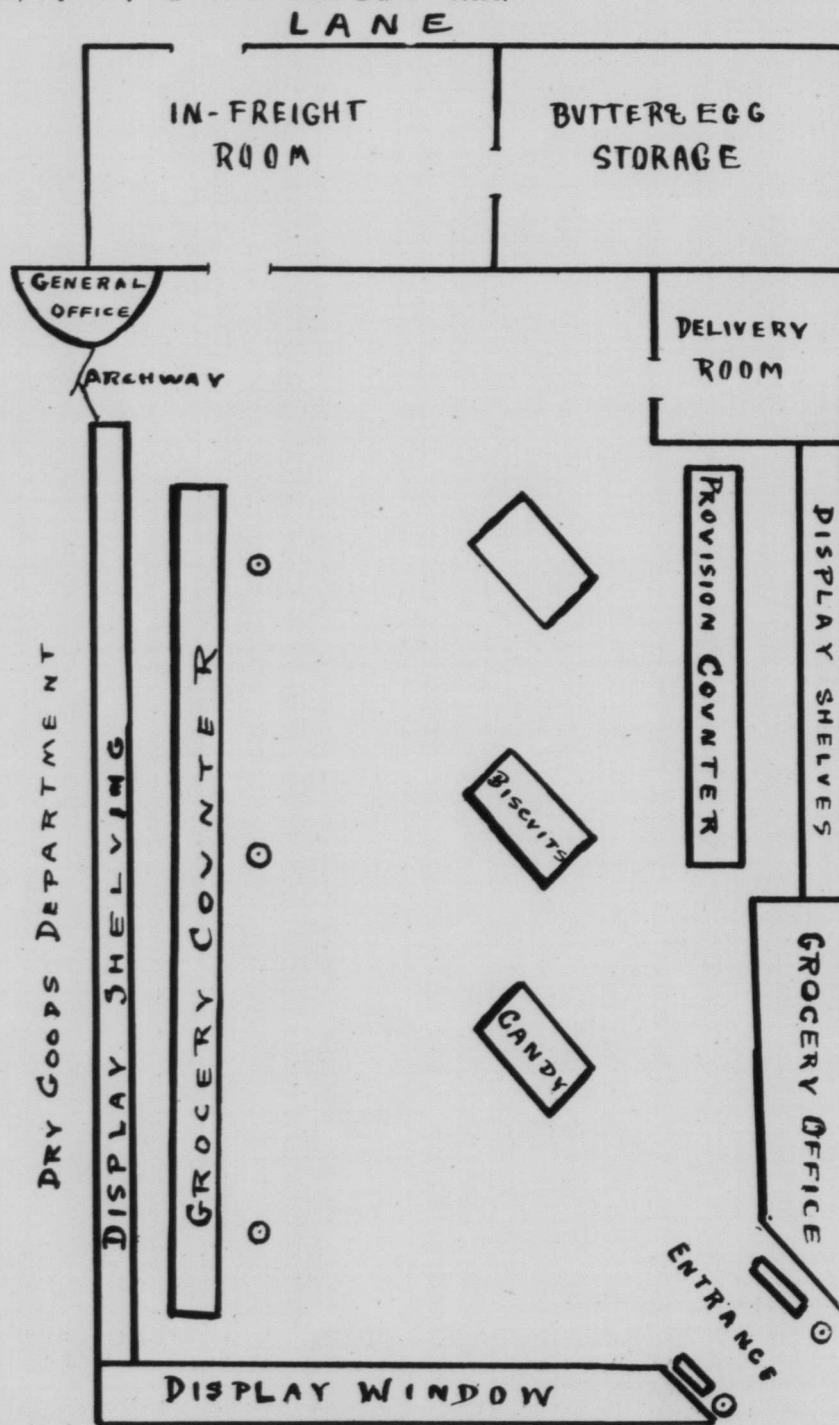 LANE
IN-FREIGHT
ROOM
BUTTER & EGG
STORAGE
GENERAL
OFFICE
DELIVERY
ROOM
ARCHWAY
PROVISION COUNTER
DISPLAY SHELVES
DRY GOODS DEPARTMENT
DISPLAY SHELVING
GROCERY COUNTER
BISCUITS
CANDY
GROCERY OFFICE
ENTRANCE
DISPLAY WINDOW